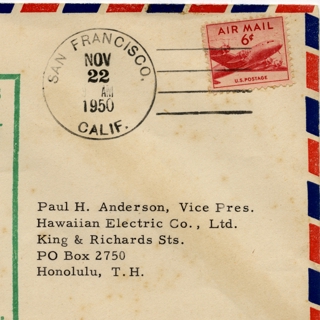 SAN FRANCISCO,
NOV
22
AM
1950
CALIF.
AIR MAIL
6¢
U.S. POSTAGE
Paul H. Anderson, Vice Pres.
Hawaiian Electric Co., Ltd.
King & Richards Sts.
PO Box 2750
Honolulu, T.H.